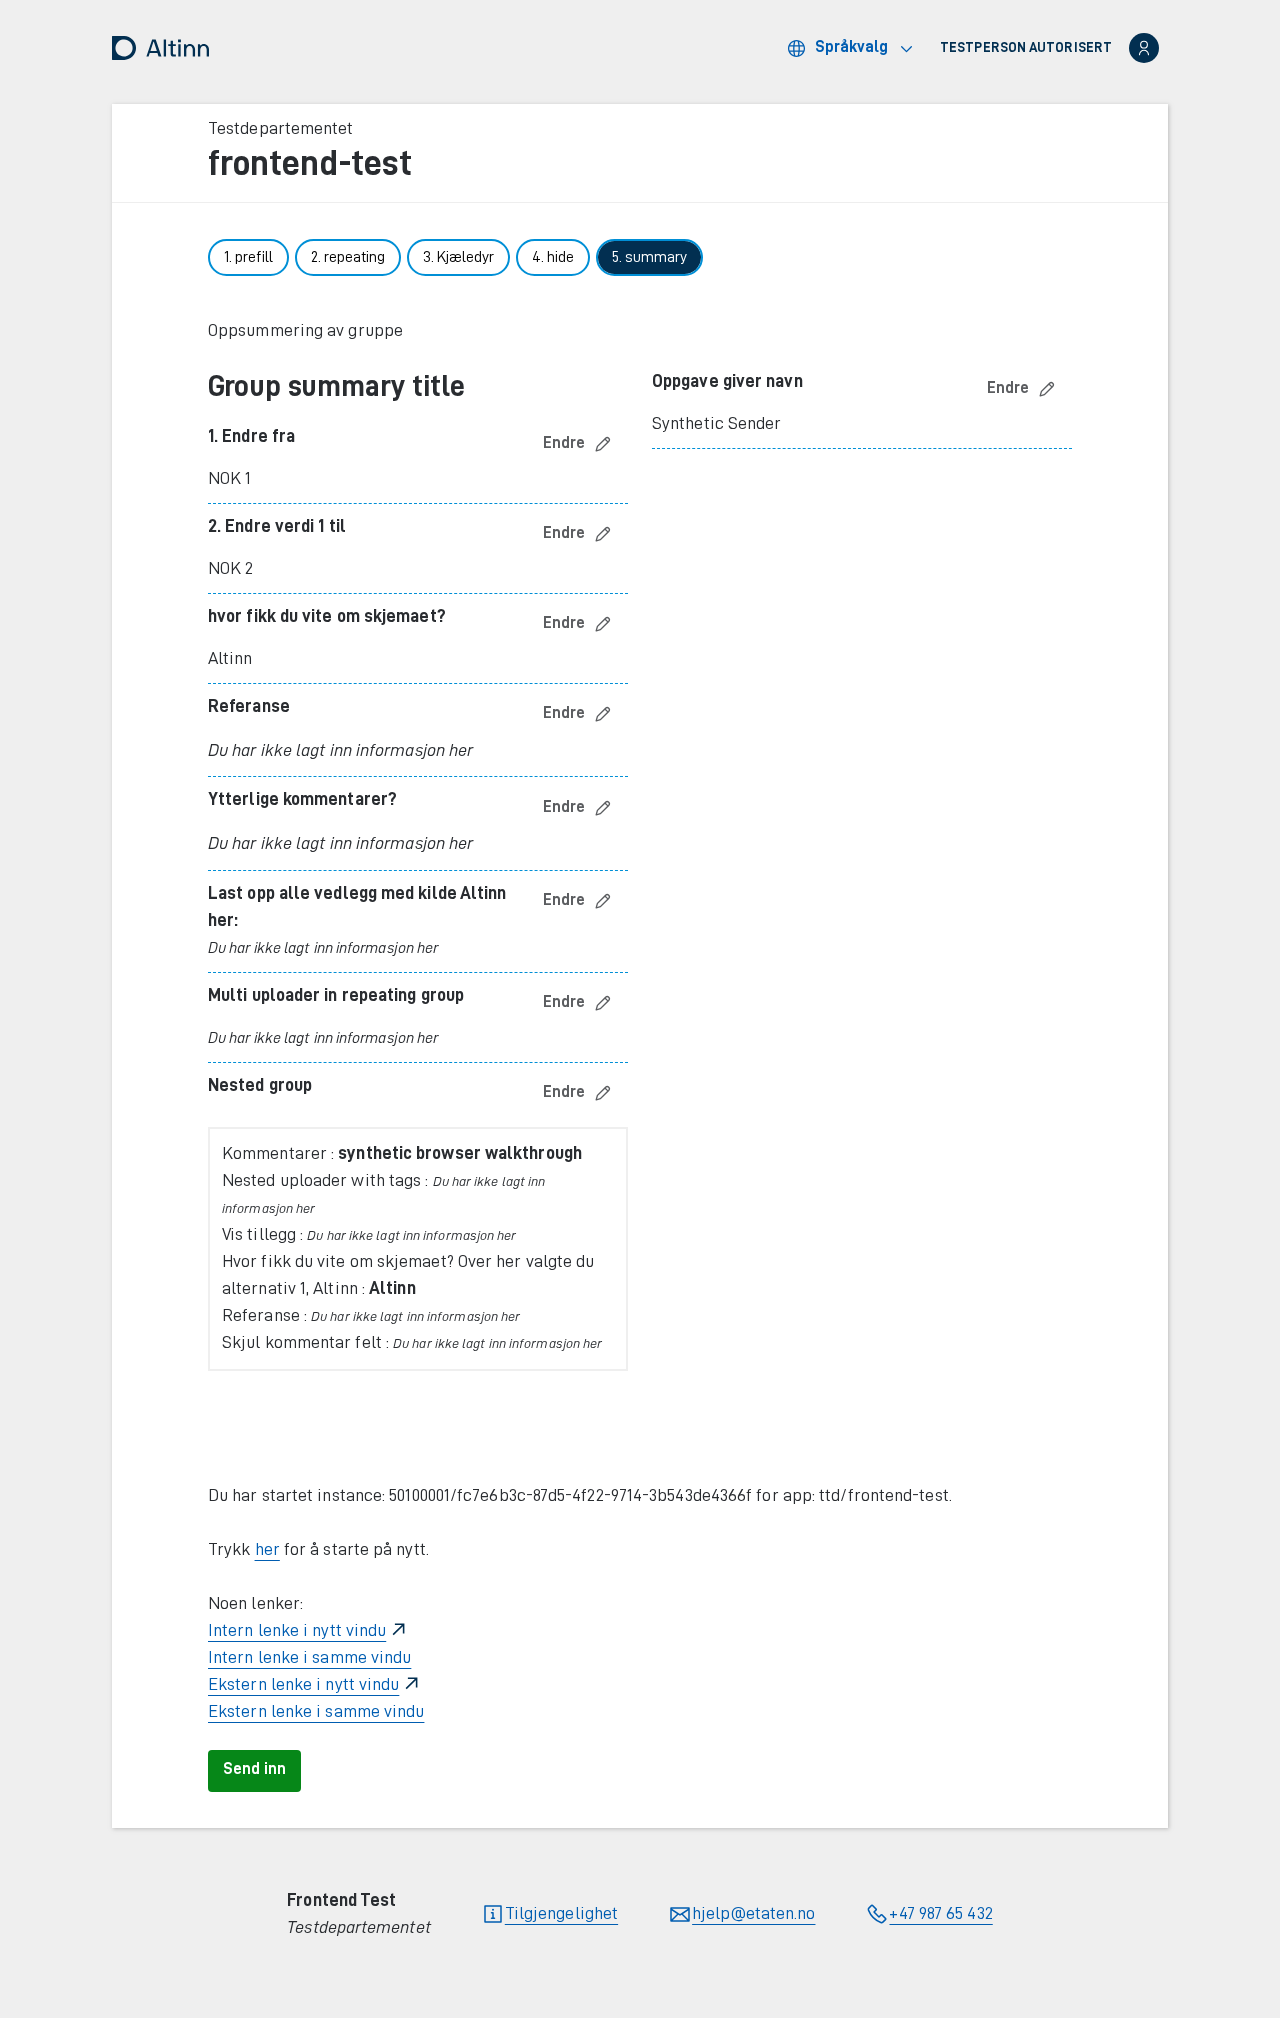 Altinn
Språkvalg
TESTPERSON AUTORISERT
Testdepartementet
frontend-test
1. prefill
2. repeating
3. Kjæledyr
4. hide
5. summary
Oppsummering av gruppe
Group summary title
1. Endre fra
Endre
NOK 1
2. Endre verdi 1 til
Endre
NOK 2
hvor fikk du vite om skjemaet?
Endre
Altinn
Referanse
Endre
Du har ikke lagt inn informasjon her
Ytterlige kommentarer?
Endre
Du har ikke lagt inn informasjon her
Last opp alle vedlegg med kilde Altinn
her:
Endre
Du har ikke lagt inn informasjon her
Multi uploader in repeating group
Endre
Du har ikke lagt inn informasjon her
Nested group
Endre
Kommentarer : synthetic browser walkthrough
Nested uploader with tags : Du har ikke lagt inn
informasjon her
Vis tillegg : Du har ikke lagt inn informasjon her
Hvor fikk du vite om skjemaet? Over her valgte du
alternativ 1, Altinn : Altinn
Referanse : Du har ikke lagt inn informasjon her
Skjul kommentar felt : Du har ikke lagt inn informasjon her
Oppgave giver navn
Endre
Synthetic Sender
Du har startet instance: 50100001/fc7e6b3c-87d5-4f22-9714-3b543de4366f for app: ttd/frontend-test.
Trykk her for å starte på nytt.
Noen lenker:
Intern lenke i nytt vindu
Intern lenke i samme vindu
Ekstern lenke i nytt vindu
Ekstern lenke i samme vindu
Send inn
Frontend Test
Testdepartementet
Tilgjengelighet
hjelp@etaten.no
+47 987 65 432